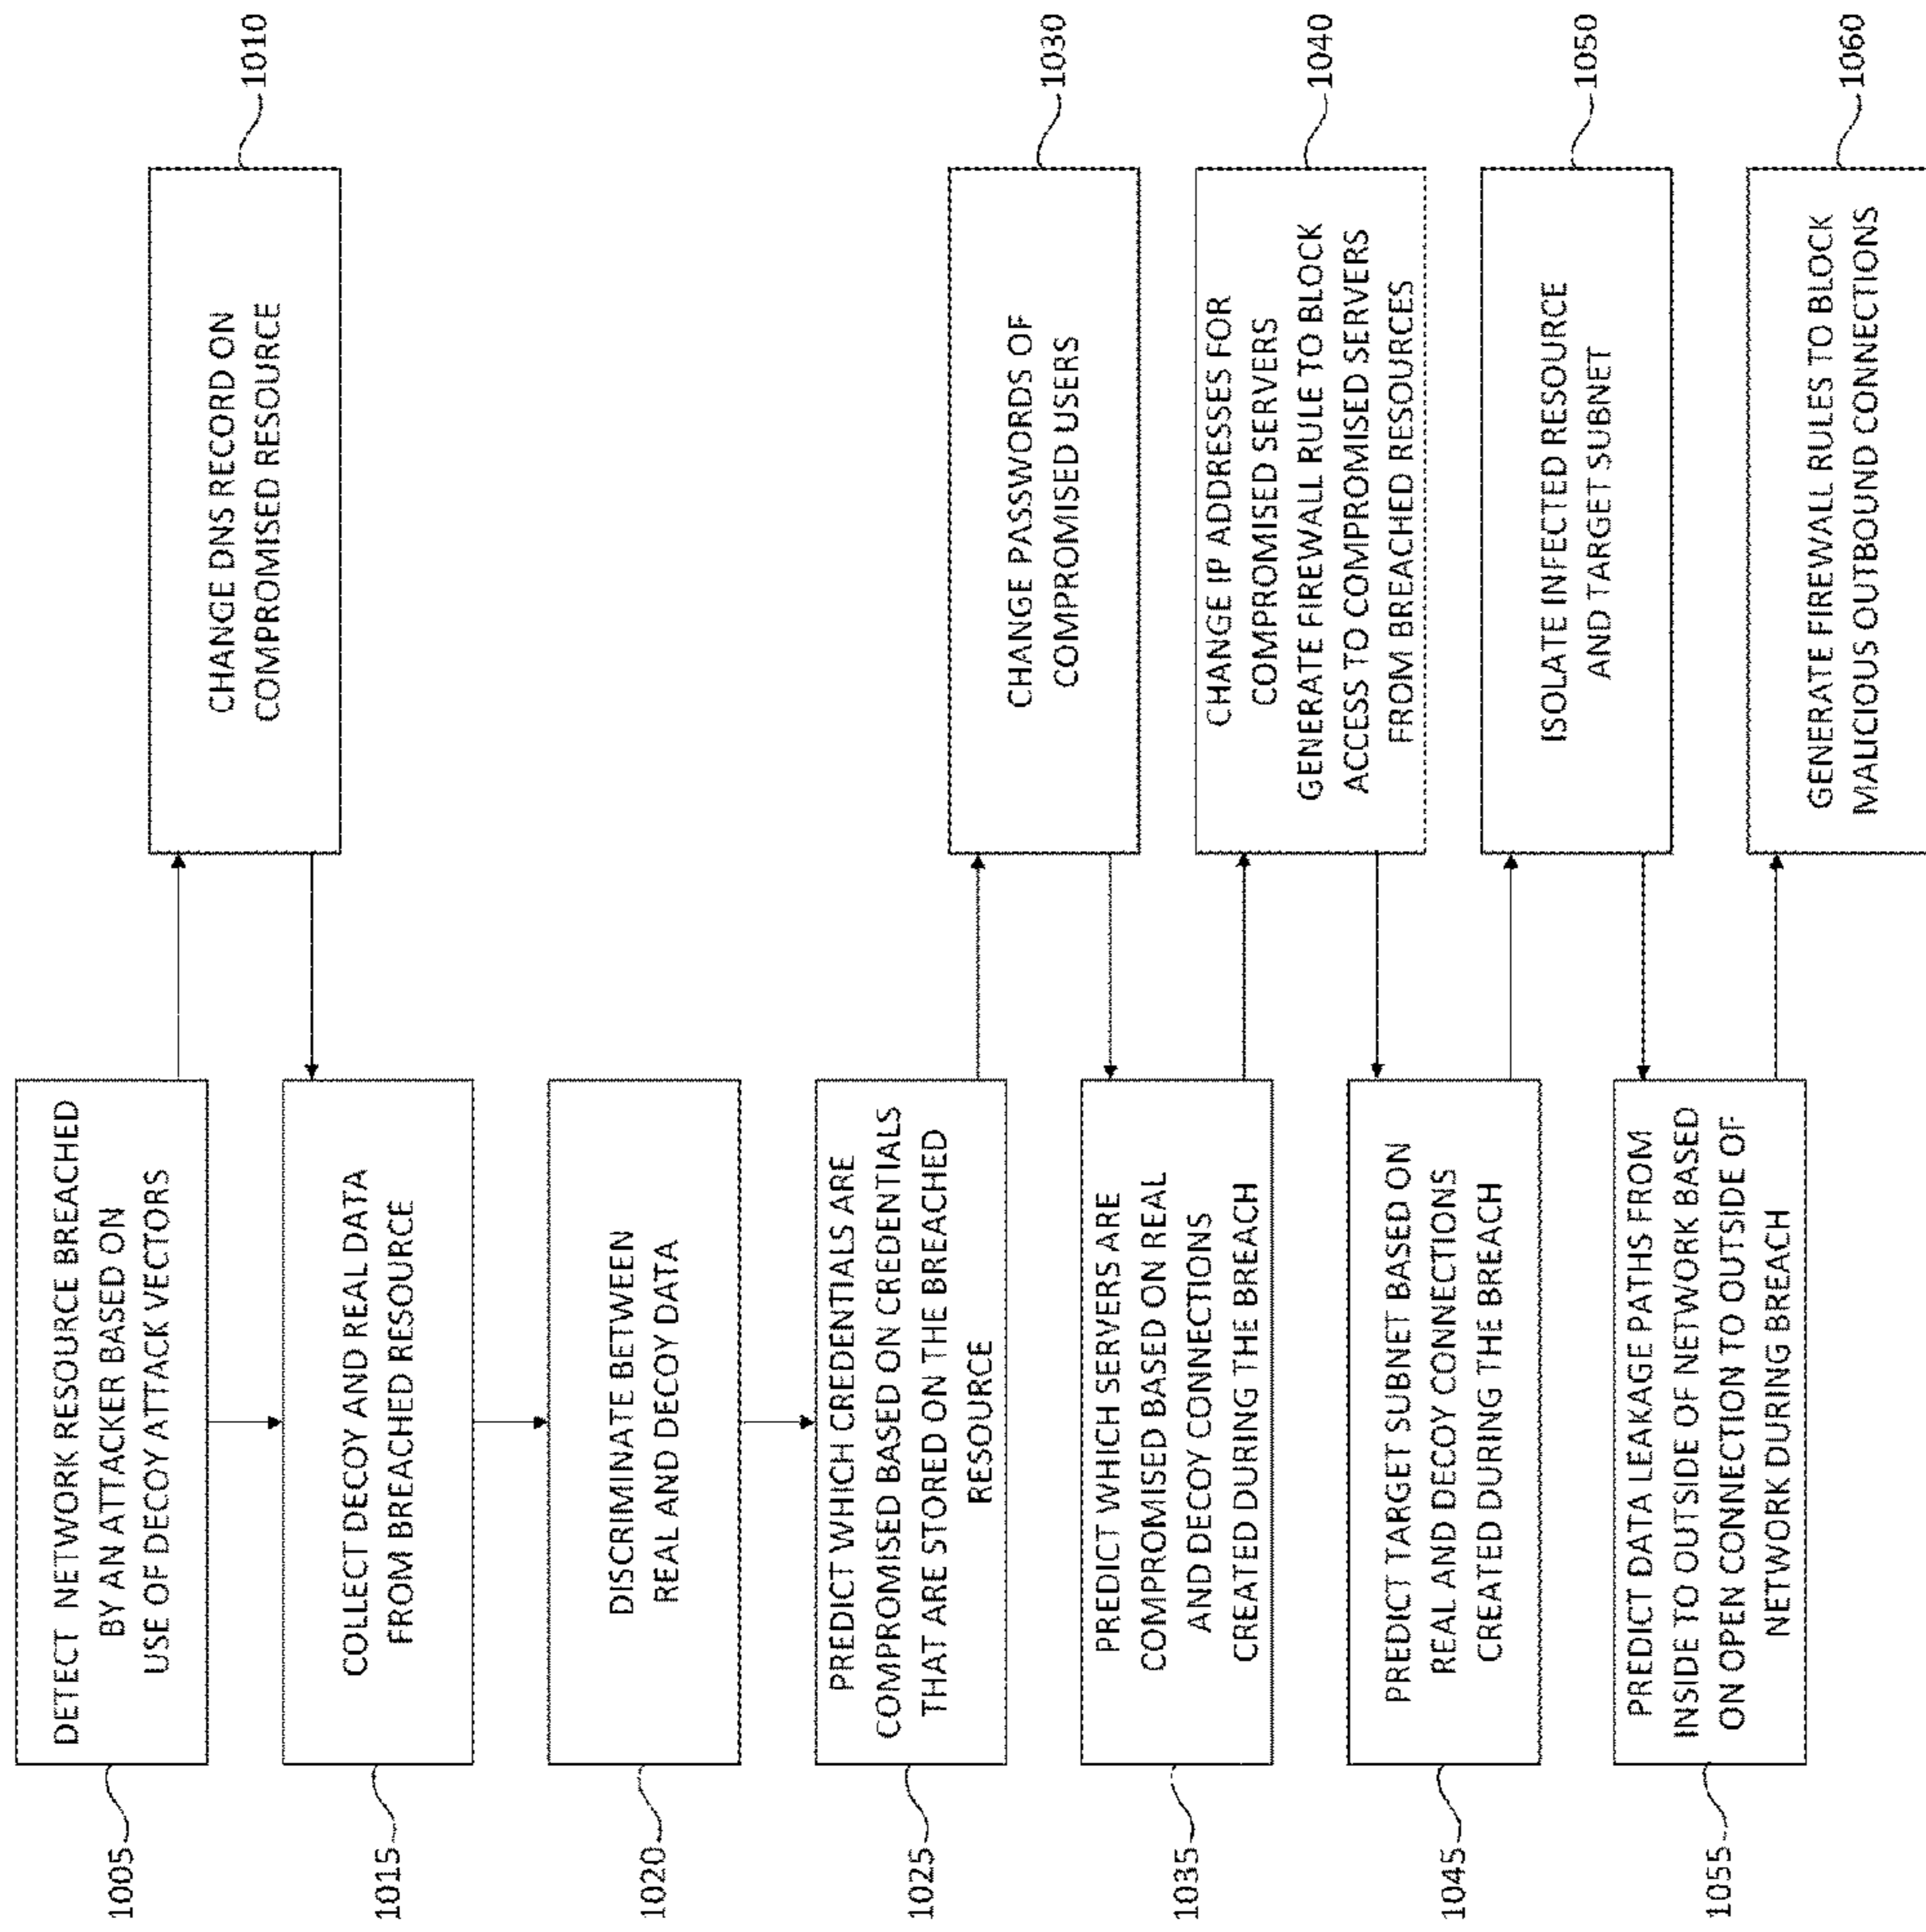 DETECT NETWORK RESOURCE BREACHED
BY AN ATTACKER BASED ON
USE OF DECOY ATTACK VECTORS
1005
CHANGE DNS RECORD ON
COMPROMISED RESOURCE
1010
COLLECT DECOY AND REAL DATA
FROM BREACHED RESOURCE
1015
DISCRIMINATE BETWEEN
REAL AND DECOY DATA
1020
PREDICT WHICH CREDENTIALS ARE
COMPROMISED BASED ON CREDENTIALS
THAT ARE STORED ON THE BREACHED
RESOURCE
1025
CHANGE PASSWORDS OF
COMPROMISED USERS
1030
PREDICT WHICH SERVERS ARE
COMPROMISED BASED ON REAL
AND DECOY CONNECTIONS
CREATED DURING THE BREACH
1035
CHANGE IP ADDRESSES FOR
COMPROMISED SERVERS
GENERATE FIREWALL RULE TO BLOCK
ACCESS TO COMPROMISED SERVERS
FROM BREACHED RESOURCES
1040
PREDICT TARGET SUBNET BASED ON
REAL AND DECOY CONNECTIONS
CREATED DURING THE BREACH
1045
ISOLATE INFECTED RESOURCE
AND TARGET SUBNET
1050
PREDICT DATA LEAKAGE PATHS FROM
INSIDE TO OUTSIDE OF NETWORK BASED
ON OPEN CONNECTION TO OUTSIDE OF
NETWORK DURING BREACH
1055
GENERATE FIREWALL RULES TO BLOCK
MALICIOUS OUTBOUND CONNECTIONS
1060